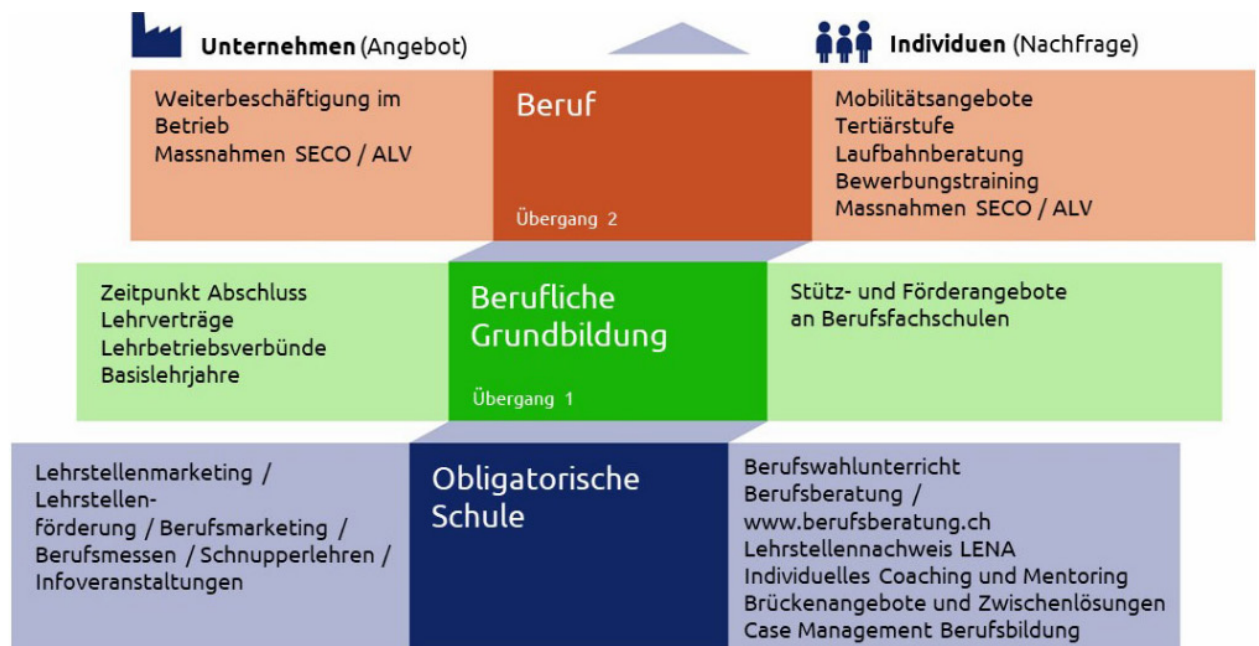 Unternehmen (Angebot)
Individuen (Nachfrage)
Weiterbeschäftigung im
Betrieb
Massnahmen SECO / ALV
Beruf
Übergang 2
Mobilitätsangebote
Tertiärstufe
Laufbahnberatung
Bewerbungstraining
Massnahmen SECO / ALV
Zeitpunkt Abschluss
Lehrverträge
Lehrbetriebsverbünde
Basislehrjahre
Berufliche
Grundbildung
Übergang 1
Stütz- und Förderangebote
an Berufsfachschulen
Lehrstellenmarketing /
Lehrstellen-
förderung / Berufsmarketing /
Berufsmessen / Schnupperlehren /
Infoveranstaltungen
Obligatorische
Schule
Berufswahlunterricht
Berufsberatung /
www.berufsberatung.ch
Lehrstellennachweis LENA
Individuelles Coaching und Mentoring
Brückenangebote und Zwischenlösungen
Case Management Berufsbildung